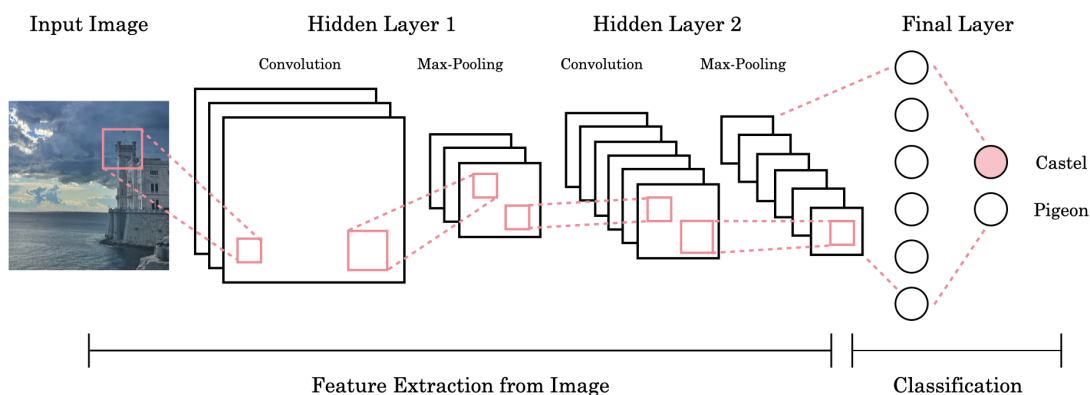 Input Image
Hidden Layer 1
Hidden Layer 2
Final Layer
Convolution
Max-Pooling
Convolution
Max-Pooling
Castel
Pigeon
Feature Extraction from Image
Classification